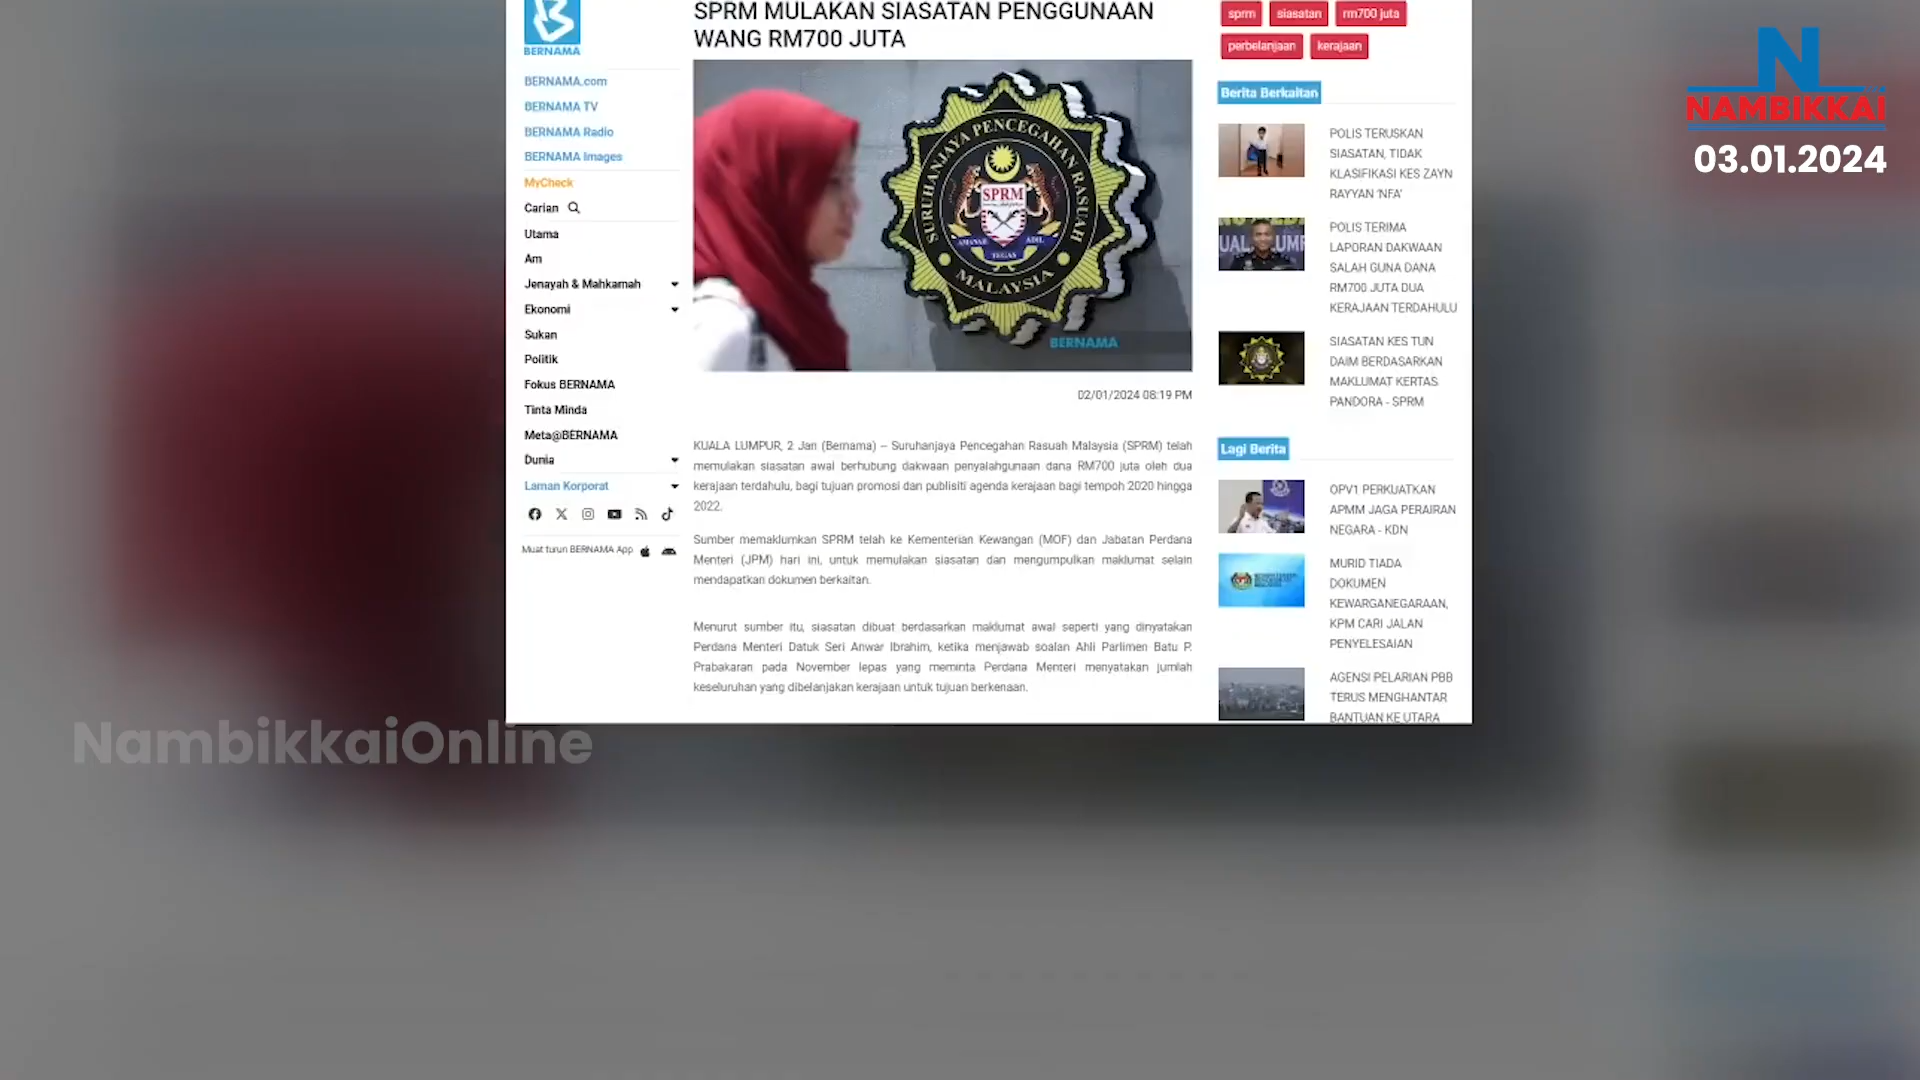 BERNAMA
BERNAMA.com
BERNAMA TV
BERNAMA Radio
BERNAMA Images
MyCheck
Carian
Utama
Am
Jenayah & Mahkamah
Ekonomi
Sukan
Politik
Fokus BERNAMA
Tinta Minda
Meta@BERNAMA
Dunia
Laman Korporat
Muat turun BERNAMA App
SPRM MULAKAN SIASATAN PENGGUNAAN
WANG RM700 JUTA
SURUHANJAYA PENCEGAHAN RASUAH
SPRM
AMANAH ADIL
TEGAS
MALAYSIA
BERNAMA
02/01/2024 08:19 PM
KUALA LUMPUR, 2 Jan (Bernama) -- Suruhanjaya Pencegahan Rasuah Malaysia (SPRM) telah
memulakan siasatan awal berhubung dakwaan penyalahgunaan dana RM700 juta oleh dua
kerajaan terdahulu, bagi tujuan promosi dan publisiti agenda kerajaan bagi tempoh 2020 hingga
2022.
Sumber memaklumkan SPRM telah ke Kementerian Kewangan (MOF) dan Jabatan Perdana
Menteri (JPM) hari ini, untuk memulakan siasatan dan mengumpulkan maklumat selain
mendapatkan dokumen berkaitan.
Menurut sumber itu, siasatan dibuat berdasarkan maklumat awal seperti yang dinyatakan
Perdana Menteri Datuk Seri Anwar Ibrahim, ketika menjawab soalan Ahli Parlimen Batu P.
Prabakaran pada November lepas yang meminta Perdana Menteri menyatakan jumlah
keseluruhan yang dibelanjakan kerajaan untuk tujuan berkenaan.
sprm siasatan rm700 juta
perbelanjaan kerajaan
Berita Berkaitan
POLIS TERUSKAN
SIASATAN, TIDAK
KLASIFIKASI KES ZAYN
RAYYAN 'NFA'
POLIS TERIMA
LAPORAN DAKWAAN
SALAH GUNA DANA
RM700 JUTA DUA
KERAJAAN TERDAHULU
SIASATAN KES TUN
DAIM BERDASARKAN
MAKLUMAT KERTAS
PANDORA - SPRM
Lagi Berita
OPV1 PERKUATKAN
APMM JAGA PERAIRAN
NEGARA - KDN
MURID TIADA
DOKUMEN
KEWARGANEGARAAN,
KPM CARI JALAN
PENYELESAIAN
AGENSI PELARIAN PBB
TERUS MENGHANTAR
BANTUAN KE UTARA
N
NAMBIKKAI
03.01.2024
NambikkaiOnline